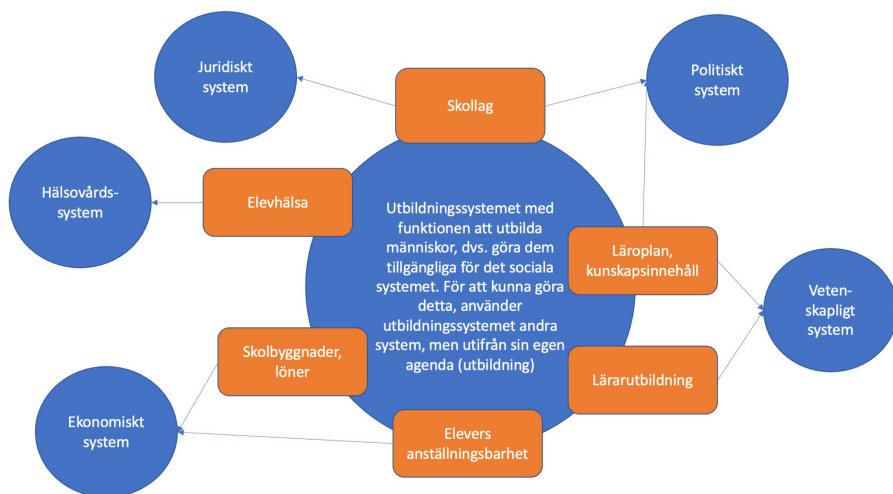 Juridiskt
system
Politiskt
system
Skollag
Hälsovårds-
system
Elevhälsa
Utbildningssystemet med
funktionen att utbilda
människor, dvs. göra dem
tillgängliga för det sociala
systemet. För att kunna göra
detta, använder
utbildningssystemet andra
system, men utifrån sin egen
agenda (utbildning)
Läroplan,
kunskapsinnehåll
Veten-
skapligt
system
Skolbyggnader,
löner
Lärarutbildning
Ekonomiskt
system
Elevers
anställningsbarhet